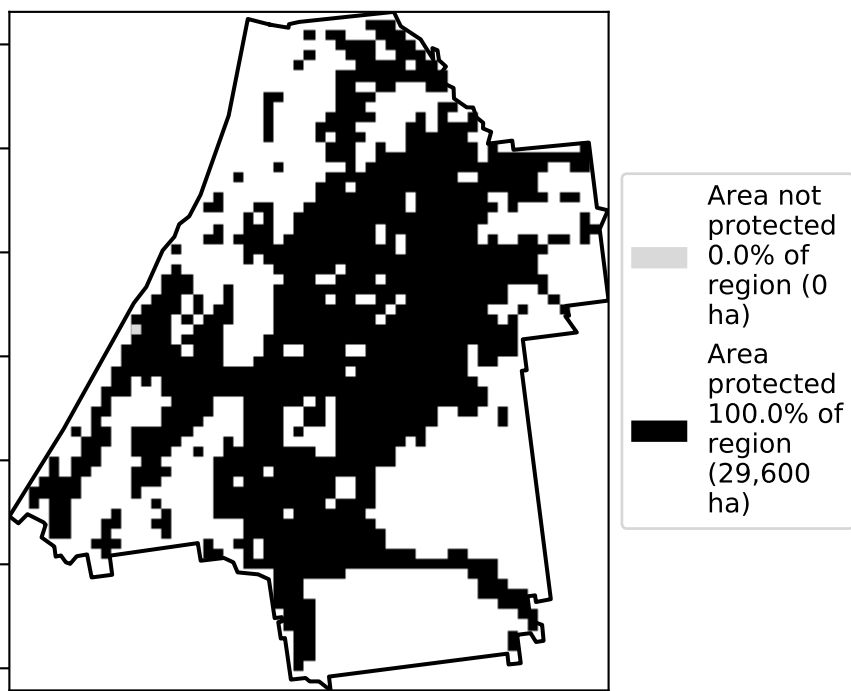 Area not
protected
0.0% of
region (0
ha)
Area
protected
100.0% of
region
(29,600
ha)